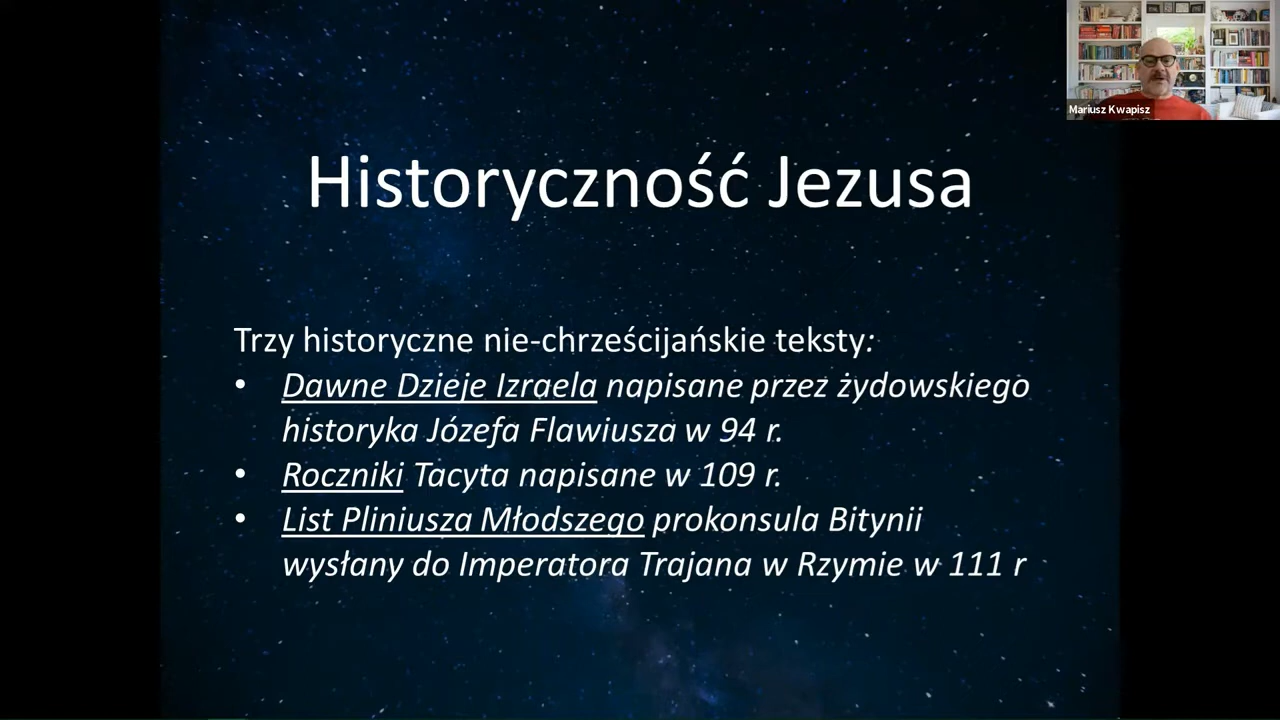 Mariusz Kwapisz
Historyczność Jezusa
Trzy historyczne nie-chrześcijańskie teksty:
• Dawne Dzieje Izraela napisane przez żydowskiego
historyka Józefa Flawiusza w 94 r.
• Roczniki Tacyta napisane w 109 r.
• List Pliniusza Młodszego prokonsula Bitynii
wysłany do Imperatora Trajana w Rzymie w 111 r